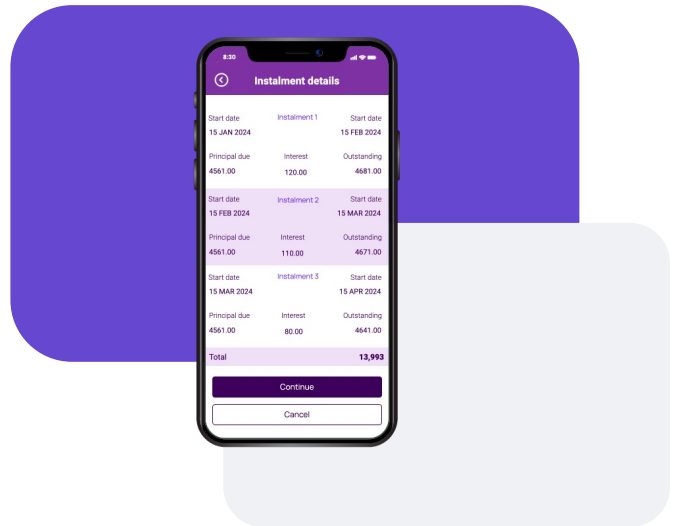 8:30
Instalment details
Start date Instalment 1 Start date
15 JAN 2024 15 FEB 2024
Principal due Interest Outstanding
4561.00 120.00 4681.00
Start date Instalment 2 Start date
15 FEB 2024 15 MAR 2024
Principal due Interest Outstanding
4561.00 110.00 4671.00
Start date Instalment 3 Start date
15 MAR 2024 15 APR 2024
Principal due Interest Outstanding
4561.00 80.00 4641.00
Total 13,993
Continue
Cancel